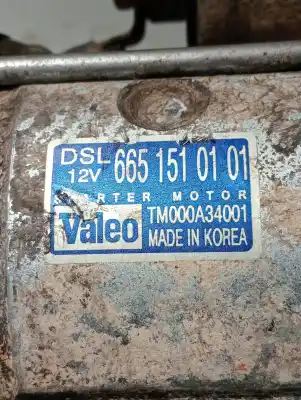 DSL 665 151 01 01
12V
RTER MOTOR
Valeo TM000A34001
MADE IN KOREA